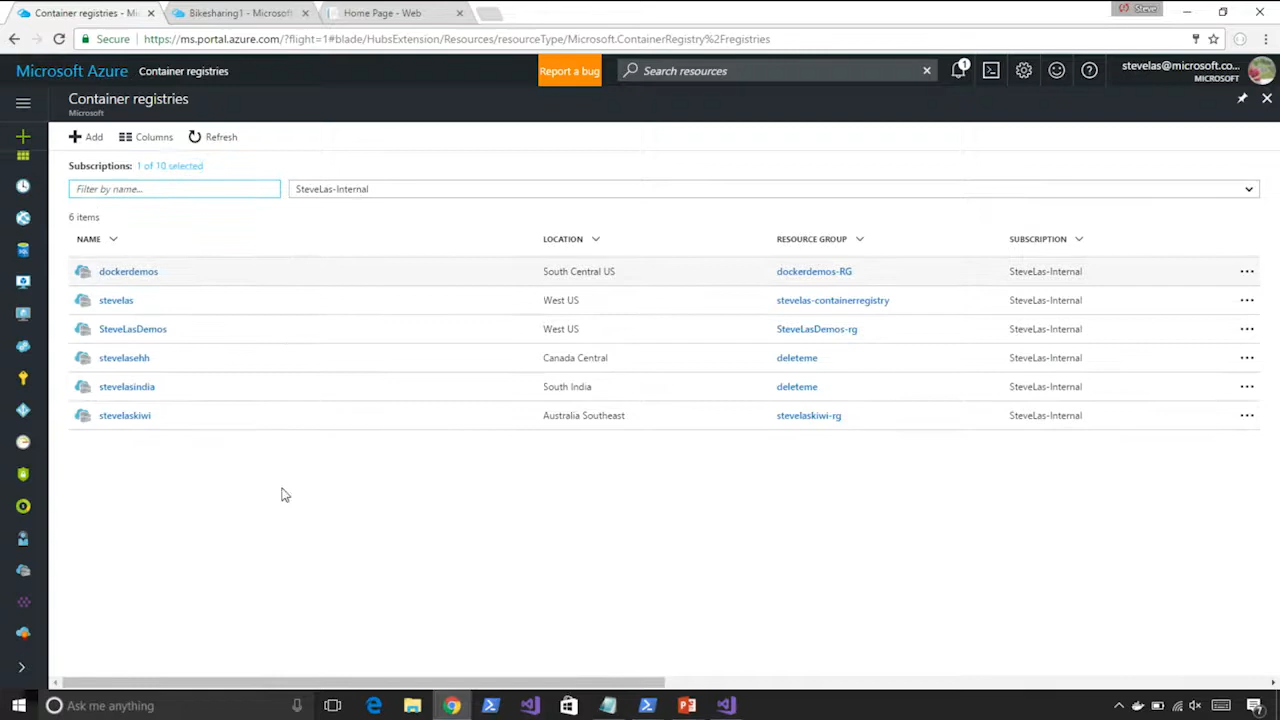 Container registries - Mi
Bikesharing1 - Microsoft
Home Page - Web
Steve
Secure
https://ms.portal.azure.com/?flight=1#blade/HubsExtension/Resources/resourceType/Microsoft.ContainerRegistry%2Fregistries
Microsoft Azure Container registries
Report a bug
Search resources
1
stevelas@microsoft.co...
MICROSOFT
Container registries
Microsoft
Add Columns Refresh
Subscriptions: 1 of 10 selected
Filter by name... SteveLas-Internal
6 items
NAME LOCATION RESOURCE GROUP SUBSCRIPTION
dockerdemos South Central US dockerdemos-RG SteveLas-Internal ...
stevelas West US stevelas-containerregistry SteveLas-Internal ...
SteveLasDemos West US SteveLasDemos-rg SteveLas-Internal ...
stevelasehh Canada Central deleteme SteveLas-Internal ...
stevelasindia South India deleteme SteveLas-Internal ...
stevelaskiwi Australia Southeast stevelaskiwi-rg SteveLas-Internal ...
Ask me anything